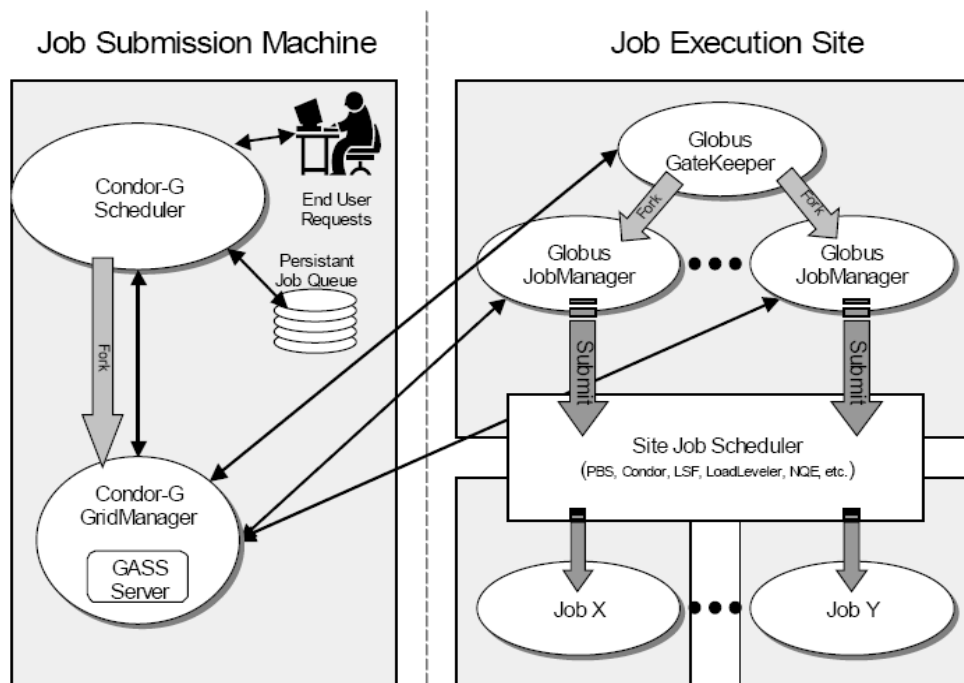 Job Submission Machine
Job Execution Site
Condor-G
Scheduler
End User
Requests
Persistant
Job Queue
Fork
Condor-G
GridManager
GASS
Server
Globus
GateKeeper
Fork
Fork
Globus
JobManager
Globus
JobManager
Submit
Submit
Site Job Scheduler
(PBS, Condor, LSF, LoadLeveler, NQE, etc.)
Job X
Job Y